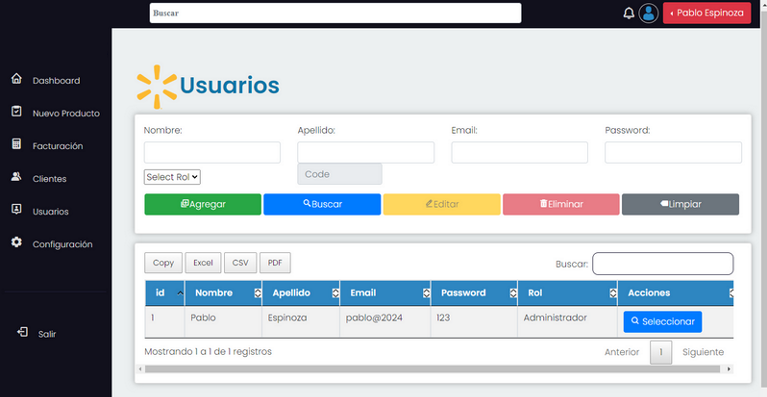 Buscar
Pablo Espinoza
Dashboard
Nuevo Producto
Facturación
Clientes
Usuarios
Configuración
Salir
Usuarios
Nombre: Apellido: Email: Password:
Select Rol Code
Agregar Buscar Editar Eliminar Limpiar
Copy Excel CSV PDF Buscar:
id Nombre Apellido Email Password Rol Acciones
1 Pablo Espinoza pablo@2024 123 Administrador Seleccionar
Mostrando 1 a 1 de 1 registros Anterior 1 Siguiente